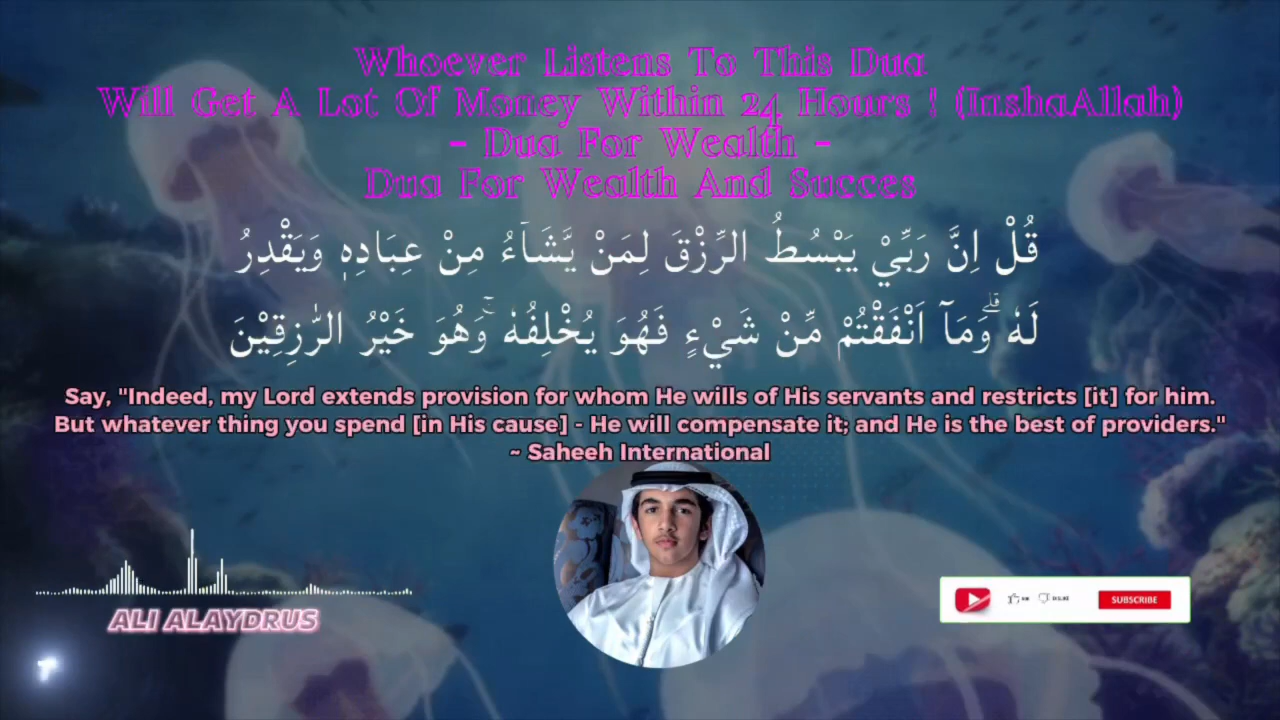 Whoever Listens To This Dua
Will Get A Lot Of Money Within 24 Hours ! (InshaAllah)
- Dua For Wealth -
Dua For Wealth And Succes
قُلْ اِنَّ رَبِّيْ يَبْسُطُ الرِّزْقَ لِمَنْ يَّشَاۤءُ مِنْ عِبَادِهٖ وَيَقْدِرُ
لَهٗ ۗوَمَآ اَنْفَقْتُمْ مِّنْ شَيْءٍ فَهُوَ يُخْلِفُهٗ ۚوَهُوَ خَيْرُ الرّٰزِقِيْنَ
Say, "Indeed, my Lord extends provision for whom He wills of His servants and restricts [it] for him.
But whatever thing you spend [in His cause] - He will compensate it; and He is the best of providers."
~ Saheeh International
ALI ALAYDRUS
SUBSCRIBE